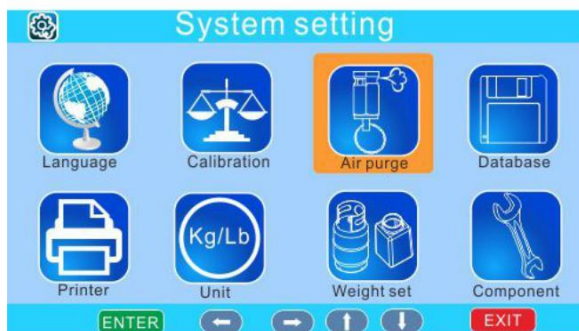 System setting
Language
Calibration
Air purge
Database
Kg/Lb
Printer
Unit
Weight set
Component
ENTER
EXIT